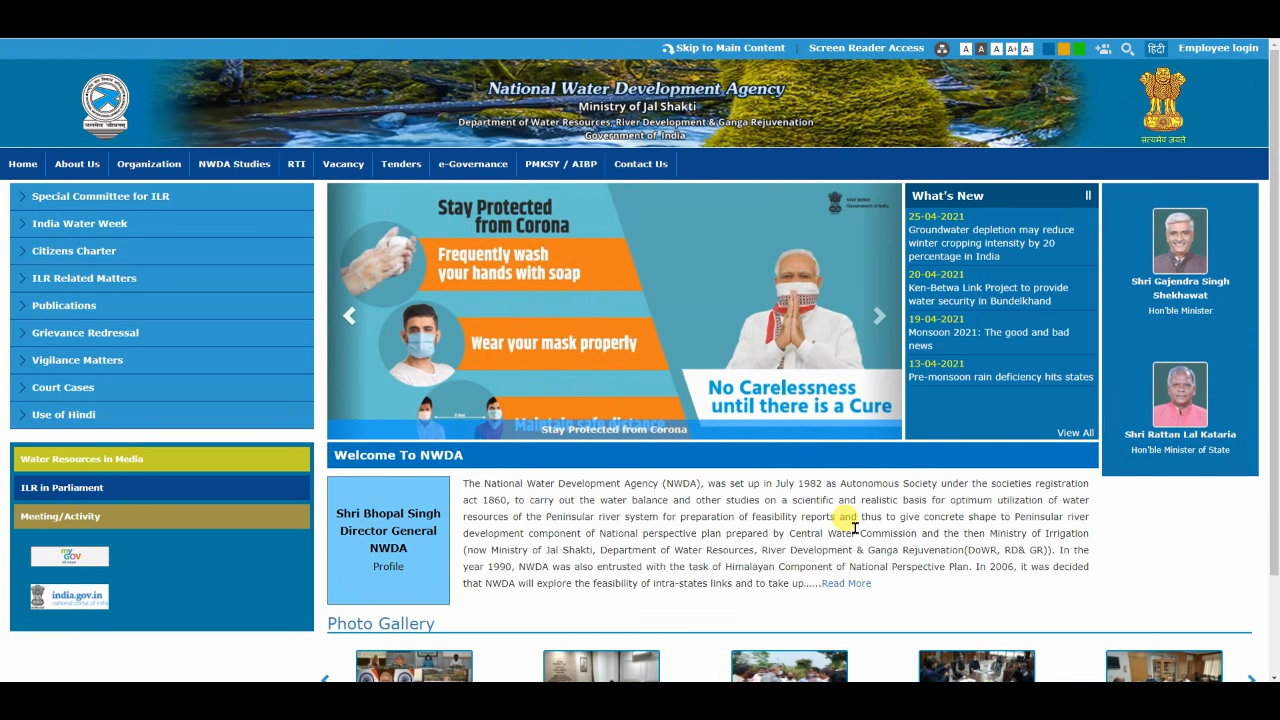 Skip to Main Content | Screen Reader Access A A A A+ A- हिंदी Employee login
National Water Development Agency
Ministry of Jal Shakti
Department of Water Resources, River Development & Ganga Rejuvenation
Government of India
सत्यमेव जयते
Home About Us Organization NWDA Studies RTI Vacancy Tenders e-Governance PMKSY / AIBP Contact Us
Special Committee for ILR
India Water Week
Citizens Charter
ILR Related Matters
Publications
Grievance Redressal
Vigilance Matters
Court Cases
Use of Hindi
Water Resources in Media
ILR in Parliament
Meeting/Activity
my
GOV
india.gov.in
national portal of india
Stay Protected
from Corona
Frequently wash
your hands with soap
Wear your mask properly
Maintain safe distance
No Carelessness
until there is a Cure
Stay Protected from Corona
What's New
25-04-2021
Groundwater depletion may reduce
winter cropping intensity by 20
percentage in India
20-04-2021
Ken-Betwa Link Project to provide
water security in Bundelkhand
19-04-2021
Monsoon 2021: The good and bad
news
13-04-2021
Pre-monsoon rain deficiency hits states
View All
Shri Gajendra Singh
Shekhawat
Hon'ble Minister
Shri Rattan Lal Kataria
Hon'ble Minister of State
Welcome To NWDA
Shri Bhopal Singh
Director General
NWDA
Profile
The National Water Development Agency (NWDA), was set up in July 1982 as Autonomous Society under the societies registration
act 1860, to carry out the water balance and other studies on a scientific and realistic basis for optimum utilization of water
resources of the Peninsular river system for preparation of feasibility reports and thus to give concrete shape to Peninsular river
development component of National perspective plan prepared by Central Water Commission and the then Ministry of Irrigation
(now Ministry of Jal Shakti, Department of Water Resources, River Development & Ganga Rejuvenation(DoWR, RD& GR)). In the
year 1990, NWDA was also entrusted with the task of Himalayan Component of National Perspective Plan. In 2006, it was decided
that NWDA will explore the feasibility of intra-states links and to take up......Read More
Photo Gallery